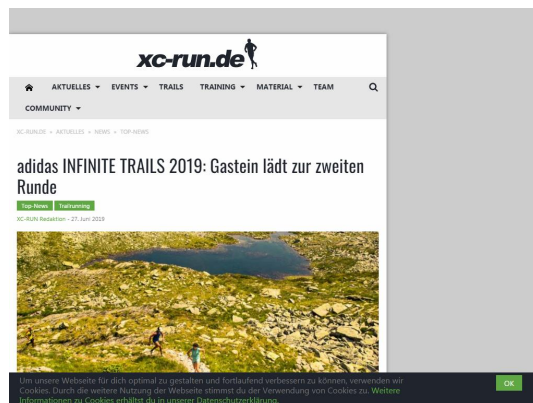 xc-run.de
AKTUELLES EVENTS TRAILS TRAINING MATERIAL TEAM
COMMUNITY
XC-RUN.DE » AKTUELLES » NEWS » TOP-NEWS
adidas INFINITE TRAILS 2019: Gastein lädt zur zweiten
Runde
Top-News Trailrunning
XC-RUN Redaktion - 27. Juni 2019
Um unsere Webseite für dich optimal zu gestalten und fortlaufend verbessern zu können, verwenden wir
Cookies. Durch die weitere Nutzung der Webseite stimmst du der Verwendung von Cookies zu. Weitere
Informationen zu Cookies erhältst du in unserer Datenschutzerklärung.
OK